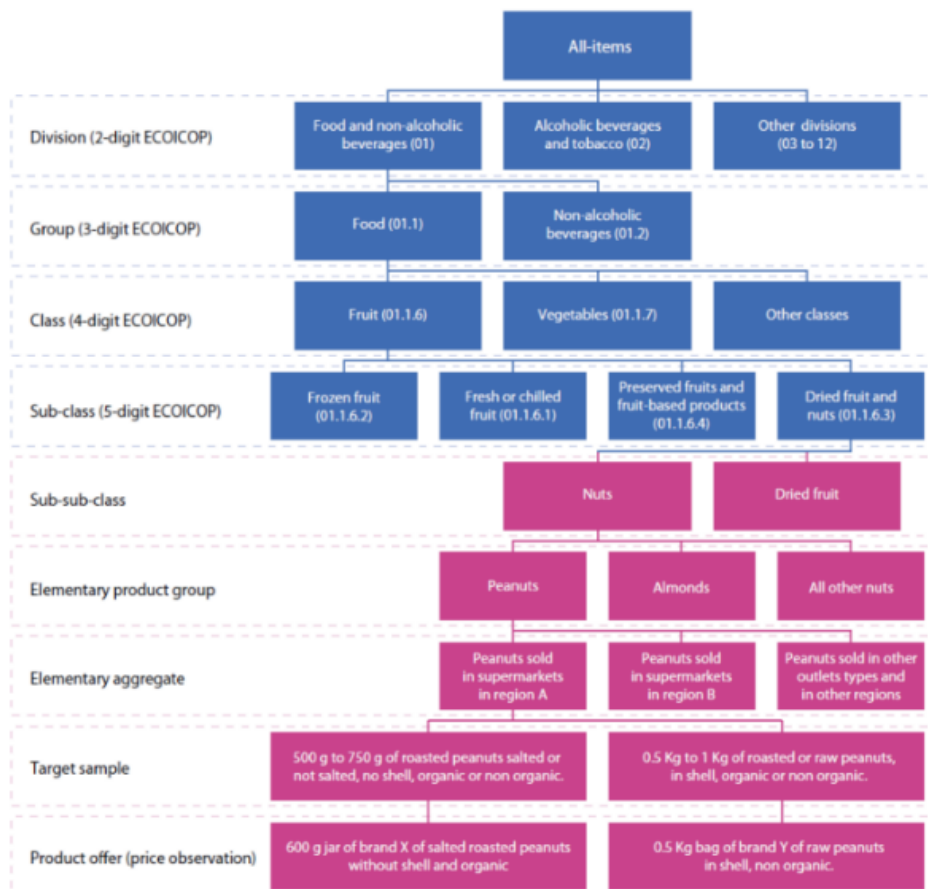 All-items
Division (2-digit ECOICOP)
Food and non-alcoholic
beverages (01)
Alcoholic beverages
and tobacco (02)
Other divisions
(03 to 12)
Group (3-digit ECOICOP)
Food (01.1)
Non-alcoholic
beverages (01.2)
Class (4-digit ECOICOP)
Fruit (01.1.6)
Vegetables (01.1.7)
Other classes
Sub-class (5-digit ECOICOP)
Frozen fruit
(01.1.6.2)
Fresh or chilled
fruit (01.1.6.1)
Preserved fruits and
fruit-based products
(01.1.6.4)
Dried fruit and
nuts (01.1.6.3)
Sub-sub-class
Nuts
Dried fruit
Elementary product group
Peanuts
Almonds
All other nuts
Elementary aggregate
Peanuts sold
in supermarkets
in region A
Peanuts sold
in supermarkets
in region B
Peanuts sold in other
outlets types and
in other regions
Target sample
500 g to 750 g of roasted peanuts salted or
not salted, no shell, organic or non organic.
0.5 Kg to 1 Kg of roasted or raw peanuts,
in shell, organic or non organic.
Product offer (price observation)
600 g jar of brand X of salted roasted peanuts
without shell and organic
0.5 Kg bag of brand Y of raw peanuts
in shell, non organic.